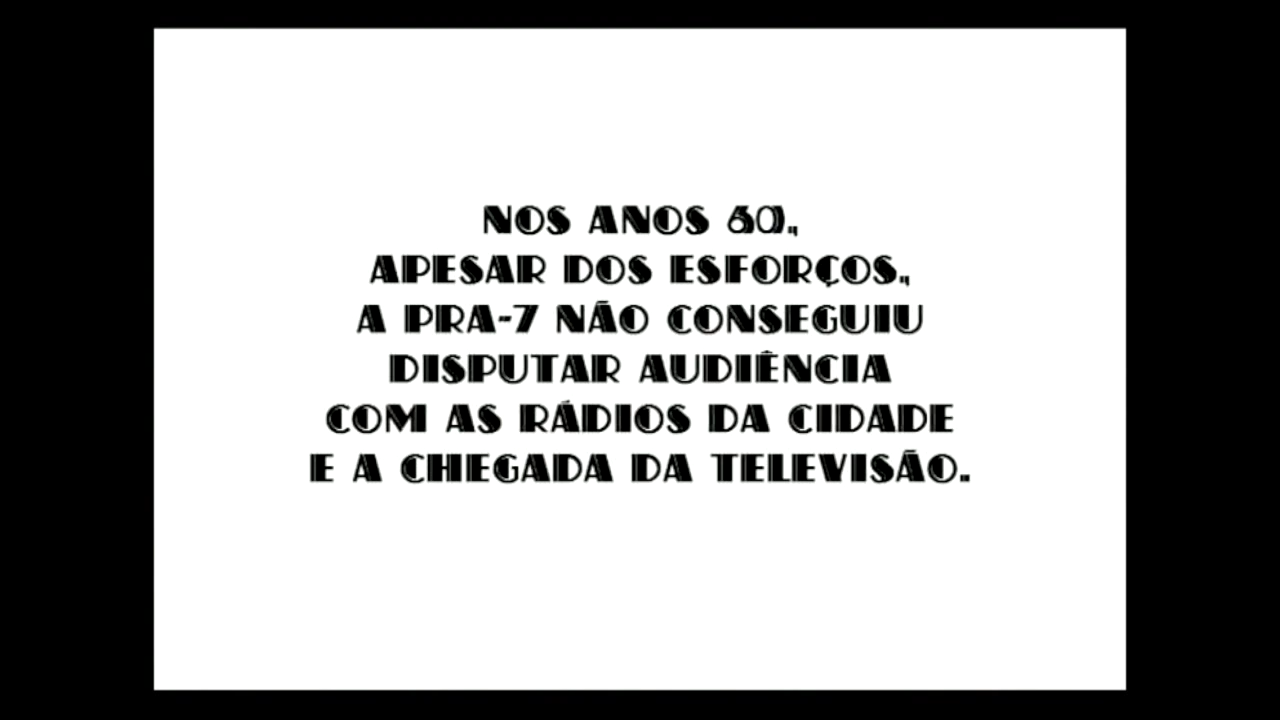 NOS ANOS 60,
APESAR DOS ESFORÇOS,
A PRA-7 NÃO CONSEGUIU
DISPUTAR AUDIÊNCIA
COM AS RÁDIOS DA CIDADE
E A CHEGADA DA TELEVISÃO.